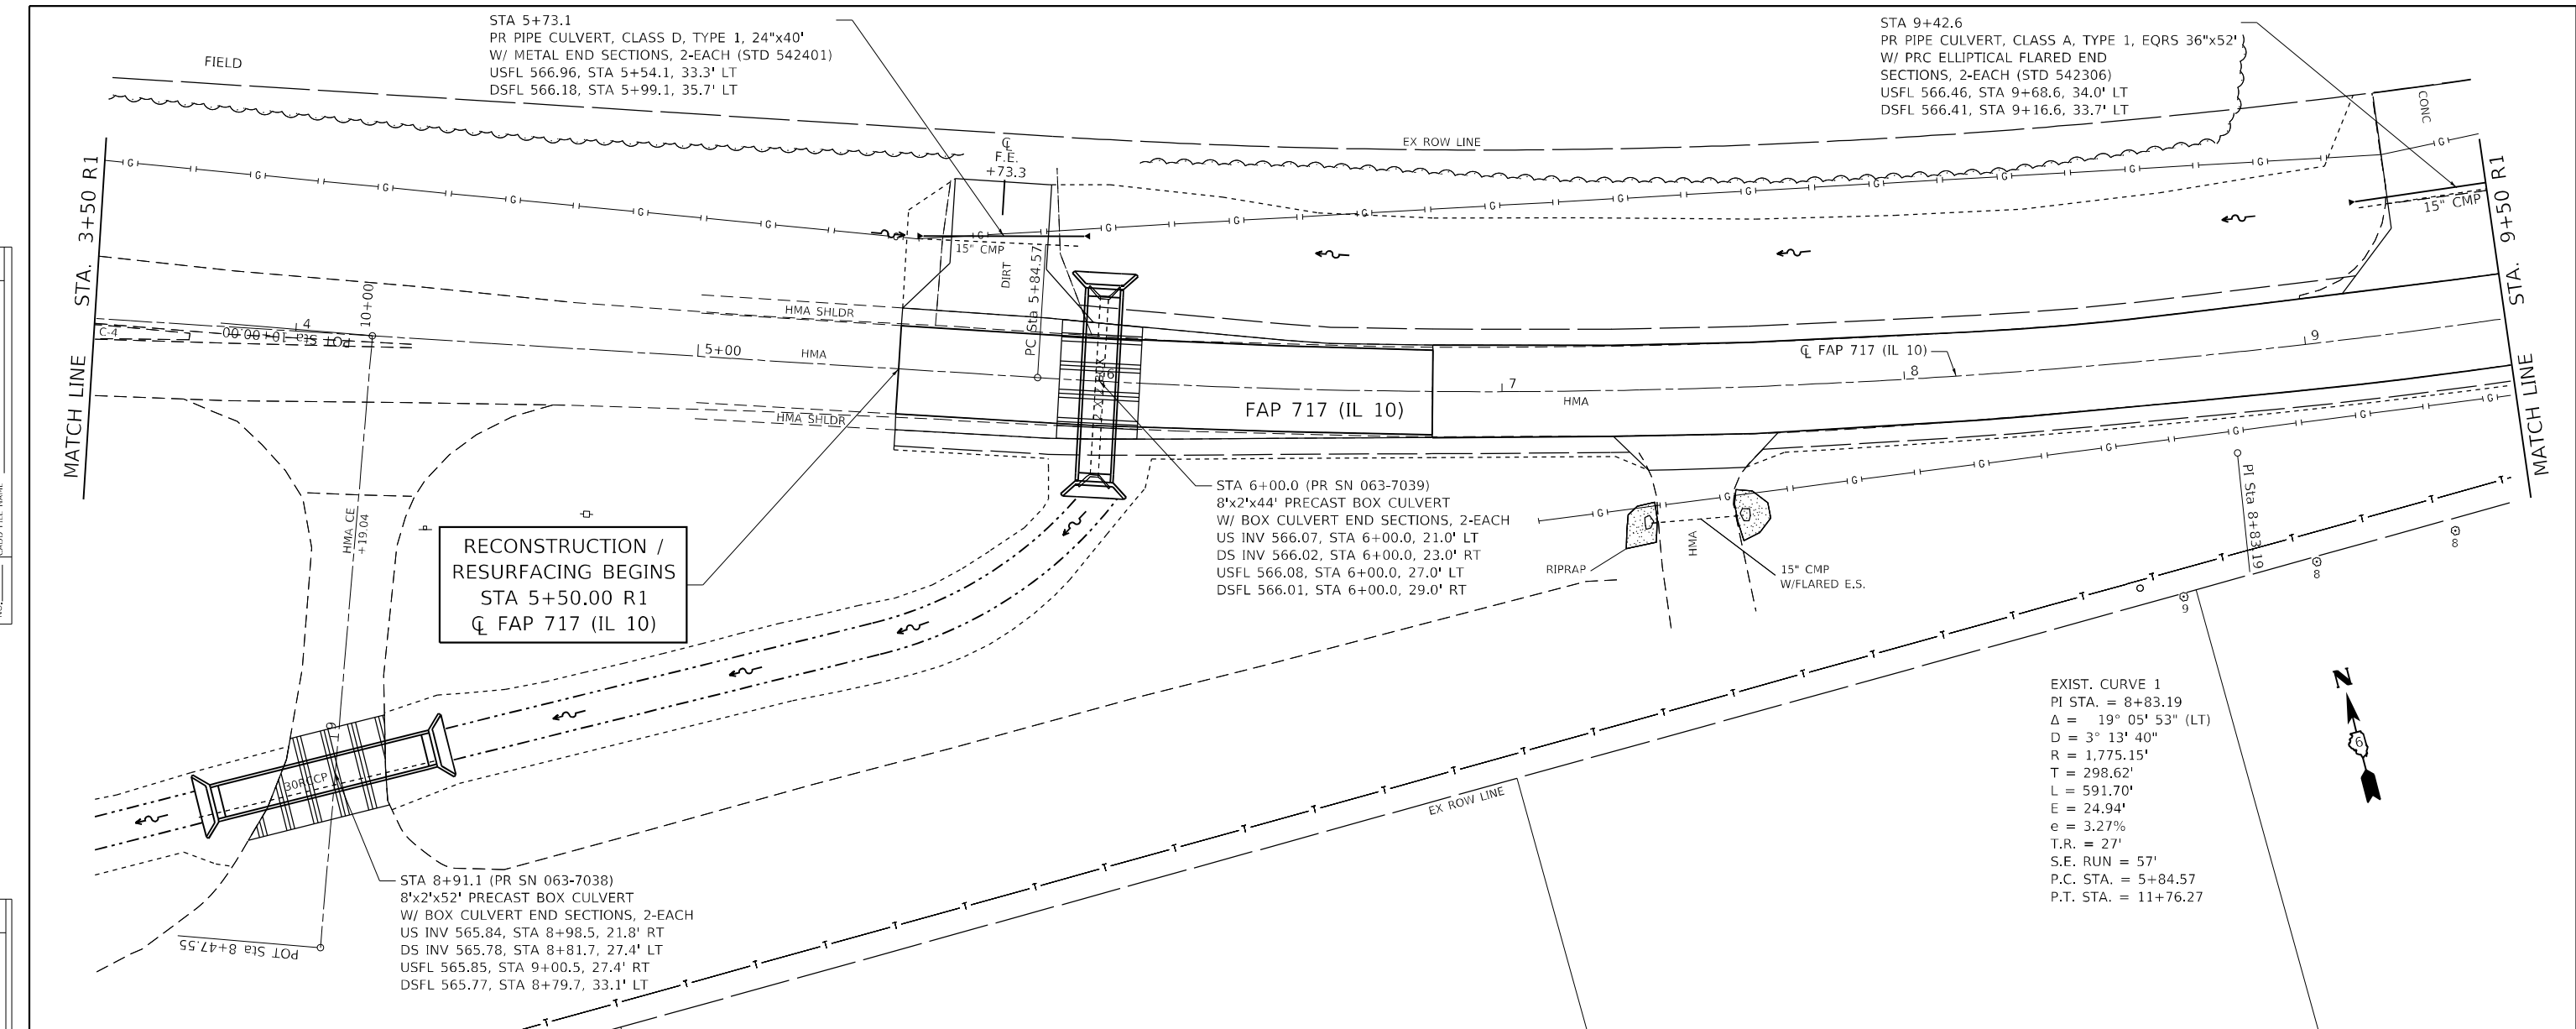 STA 5+73.1
PR PIPE CULVERT, CLASS D, TYPE 1, 24"x40'
W/ METAL END SECTIONS, 2-EACH (STD 542401)
USFL 566.96, STA 5+54.1, 33.3' LT
DSFL 566.18, STA 5+99.1, 35.7' LT
STA 9+42.6
PR PIPE CULVERT, CLASS A, TYPE 1, EQRS 36"x52'
W/ PRC ELLIPTICAL FLARED END
SECTIONS, 2-EACH (STD 542306)
USFL 566.46, STA 9+68.6, 34.0' LT
DSFL 566.41, STA 9+16.6, 33.7' LT
FIELD
CONC
EX ROW LINE
℄
F.E.
+73.3
MATCH LINE STA. 3+50 R1
MATCH LINE STA. 9+50 R1
15" CMP
15" CMP
DIRT
PC Sta 5+84.57
HMA SHLDR
10+00
C-4
POT Sta 10+00.00
4
5+00
HMA
6
7
HMA
8
9
℄ FAP 717 (IL 10)
FAP 717 (IL 10)
HMA SHLDR
HMA CE
+19.04
P
RECONSTRUCTION /
RESURFACING BEGINS
STA 5+50.00 R1
℄ FAP 717 (IL 10)
STA 6+00.0 (PR SN 063-7039)
8'x2'x44' PRECAST BOX CULVERT
W/ BOX CULVERT END SECTIONS, 2-EACH
US INV 566.07, STA 6+00.0, 21.0' LT
DS INV 566.02, STA 6+00.0, 23.0' RT
USFL 566.08, STA 6+00.0, 27.0' LT
DSFL 566.01, STA 6+00.0, 29.0' RT
RIPRAP
HMA
15" CMP
W/FLARED E.S.
PI Sta 8+83.19
8
8
9
EXIST. CURVE 1
PI STA. = 8+83.19
Δ = 19° 05' 53" (LT)
D = 3° 13' 40"
R = 1,775.15'
T = 298.62'
L = 591.70'
E = 24.94'
e = 3.27%
T.R. = 27'
S.E. RUN = 57'
P.C. STA. = 5+84.57
P.T. STA. = 11+76.27
N
6
EX ROW LINE
STA 8+91.1 (PR SN 063-7038)
8'x2'x52' PRECAST BOX CULVERT
W/ BOX CULVERT END SECTIONS, 2-EACH
US INV 565.84, STA 8+98.5, 21.8' RT
DS INV 565.78, STA 8+81.7, 27.4' LT
USFL 565.85, STA 9+00.5, 27.4' RT
DSFL 565.77, STA 8+79.7, 33.1' LT
POT Sta 8+47.55